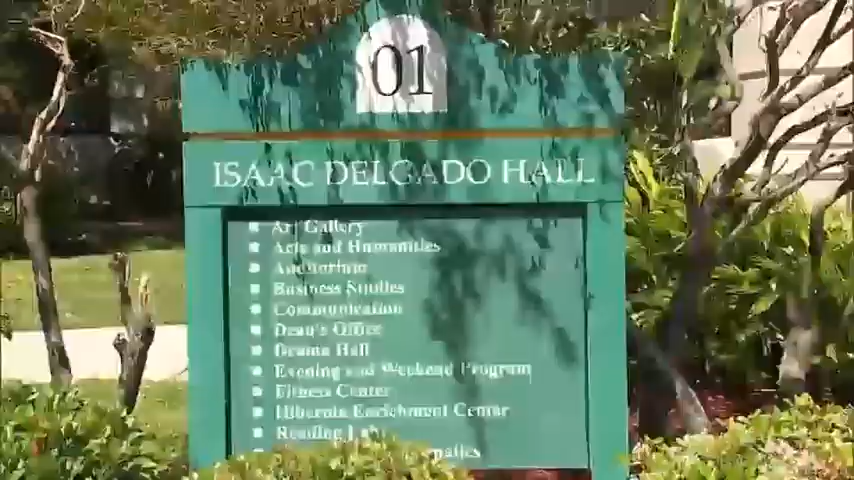 01
ISAAC DELGADO HALL
Art Gallery
Arts and Humanities
Auditorium
Business Studies
Communication
Dean's Office
Drama Hall
Evening and Weekend Program
Fitness Center
Hibernia Enrichment Center
Reading Lab